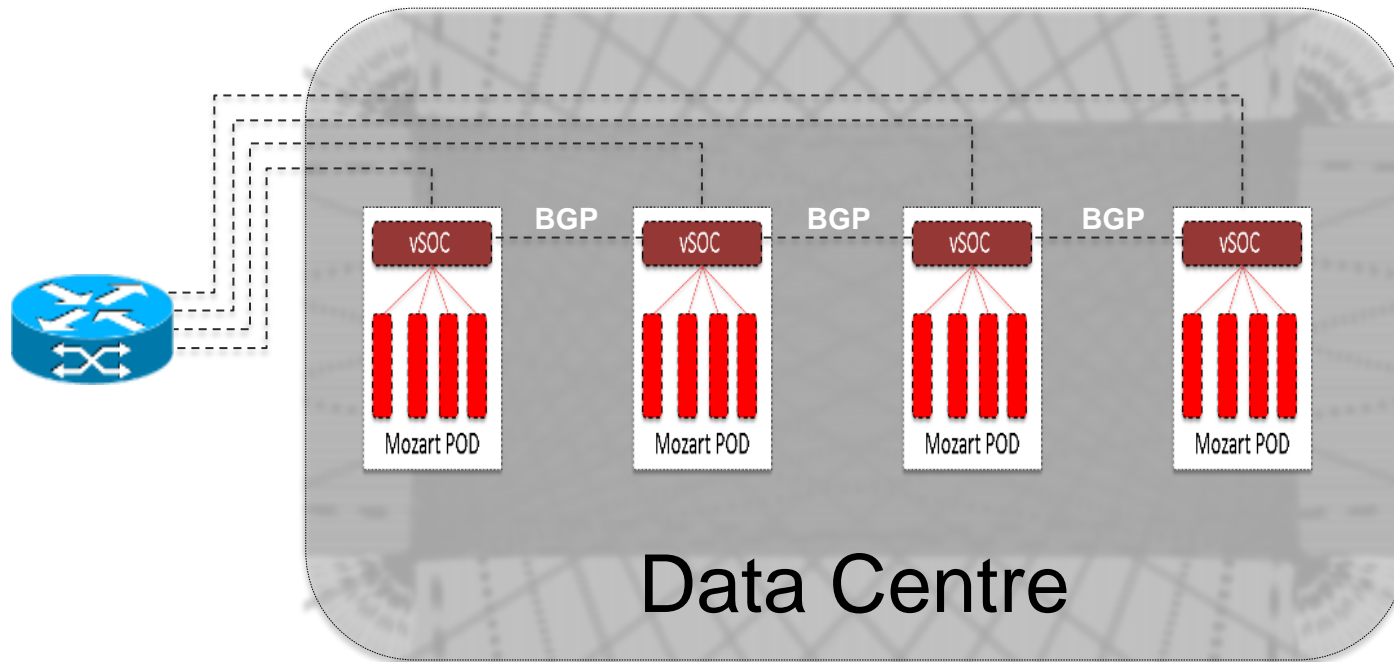 BGP
BGP
BGP
vSOC
vSOC
vSOC
vSOC
Mozart POD
Mozart POD
Mozart POD
Mozart POD
Data Centre